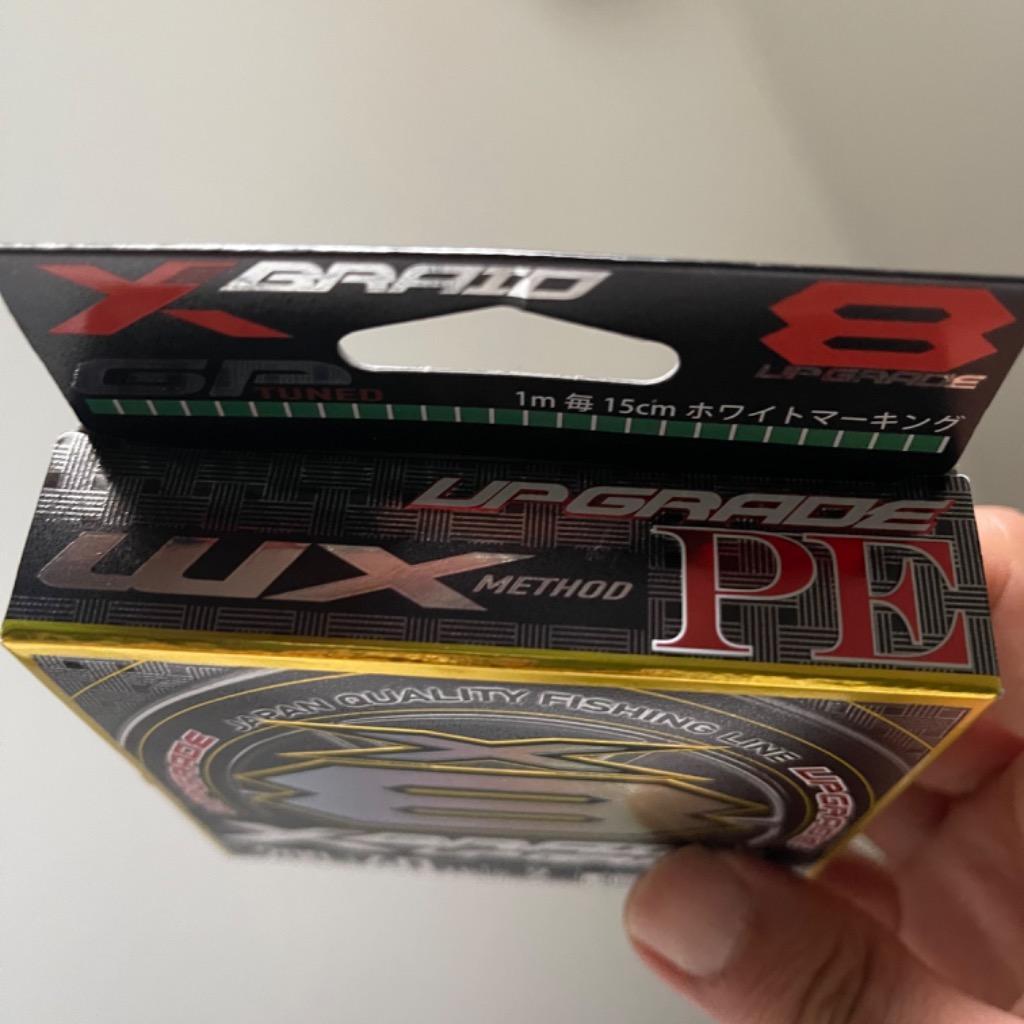 X BRAID
8
UPGRADE
GP TUNED
1m 毎 15cm ホワイトマーキング
UPGRADE
WX METHOD
PE
JAPAN QUALITY FISHING LINE
UPGRADE
UPGRADE
X
8